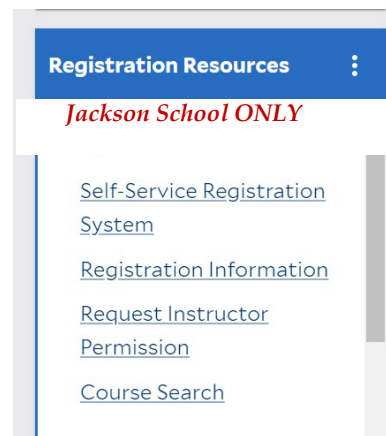 Registration Resources
Jackson School ONLY
Self-Service Registration
System
Registration Information
Request Instructor
Permission
Course Search